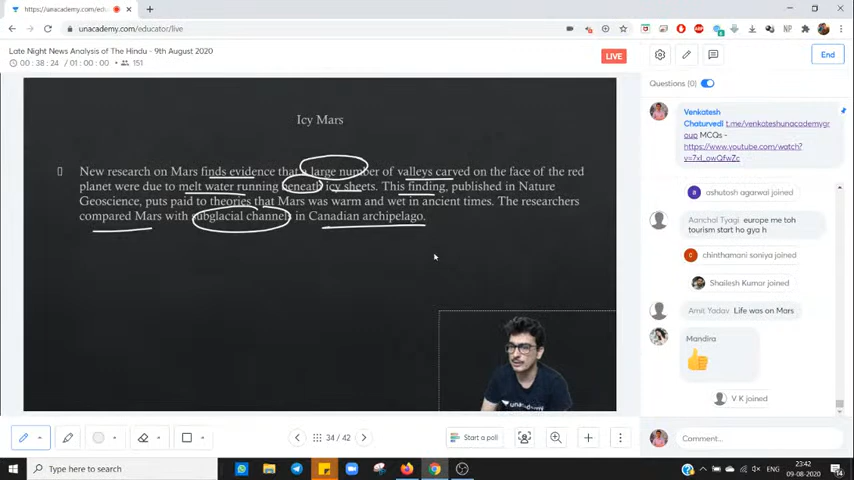 https://unacademy.com/edu
unacademy.com/educator/live
Late Night News Analysis of The Hindu - 9th August 2020
00 : 38 : 24 / 01 : 00 : 00 • 151
LIVE
End
Icy Mars
New research on Mars finds evidence that a large number of valleys carved on the face of the red
planet were due to melt water running beneath icy sheets. This finding, published in Nature
Geoscience, puts paid to theories that Mars was warm and wet in ancient times. The researchers
compared Mars with subglacial channels in Canadian archipelago.
Questions (0)
Venkatesh
Chaturvedi t.me/venkateshunacademygr
oup MCQs -
https://www.youtube.com/watch?
v=7xI_owQfwZc
ashutosh agarwal joined
Aanchal Tyagi europe me toh
tourism start ho gya h
chinthamani soniya joined
Shailesh Kumar joined
Amit Yadav Life was on Mars
Mandira
V K joined
34 / 42
Start a poll
Comment...
Type here to search
ENG
23:42
09-08-2020